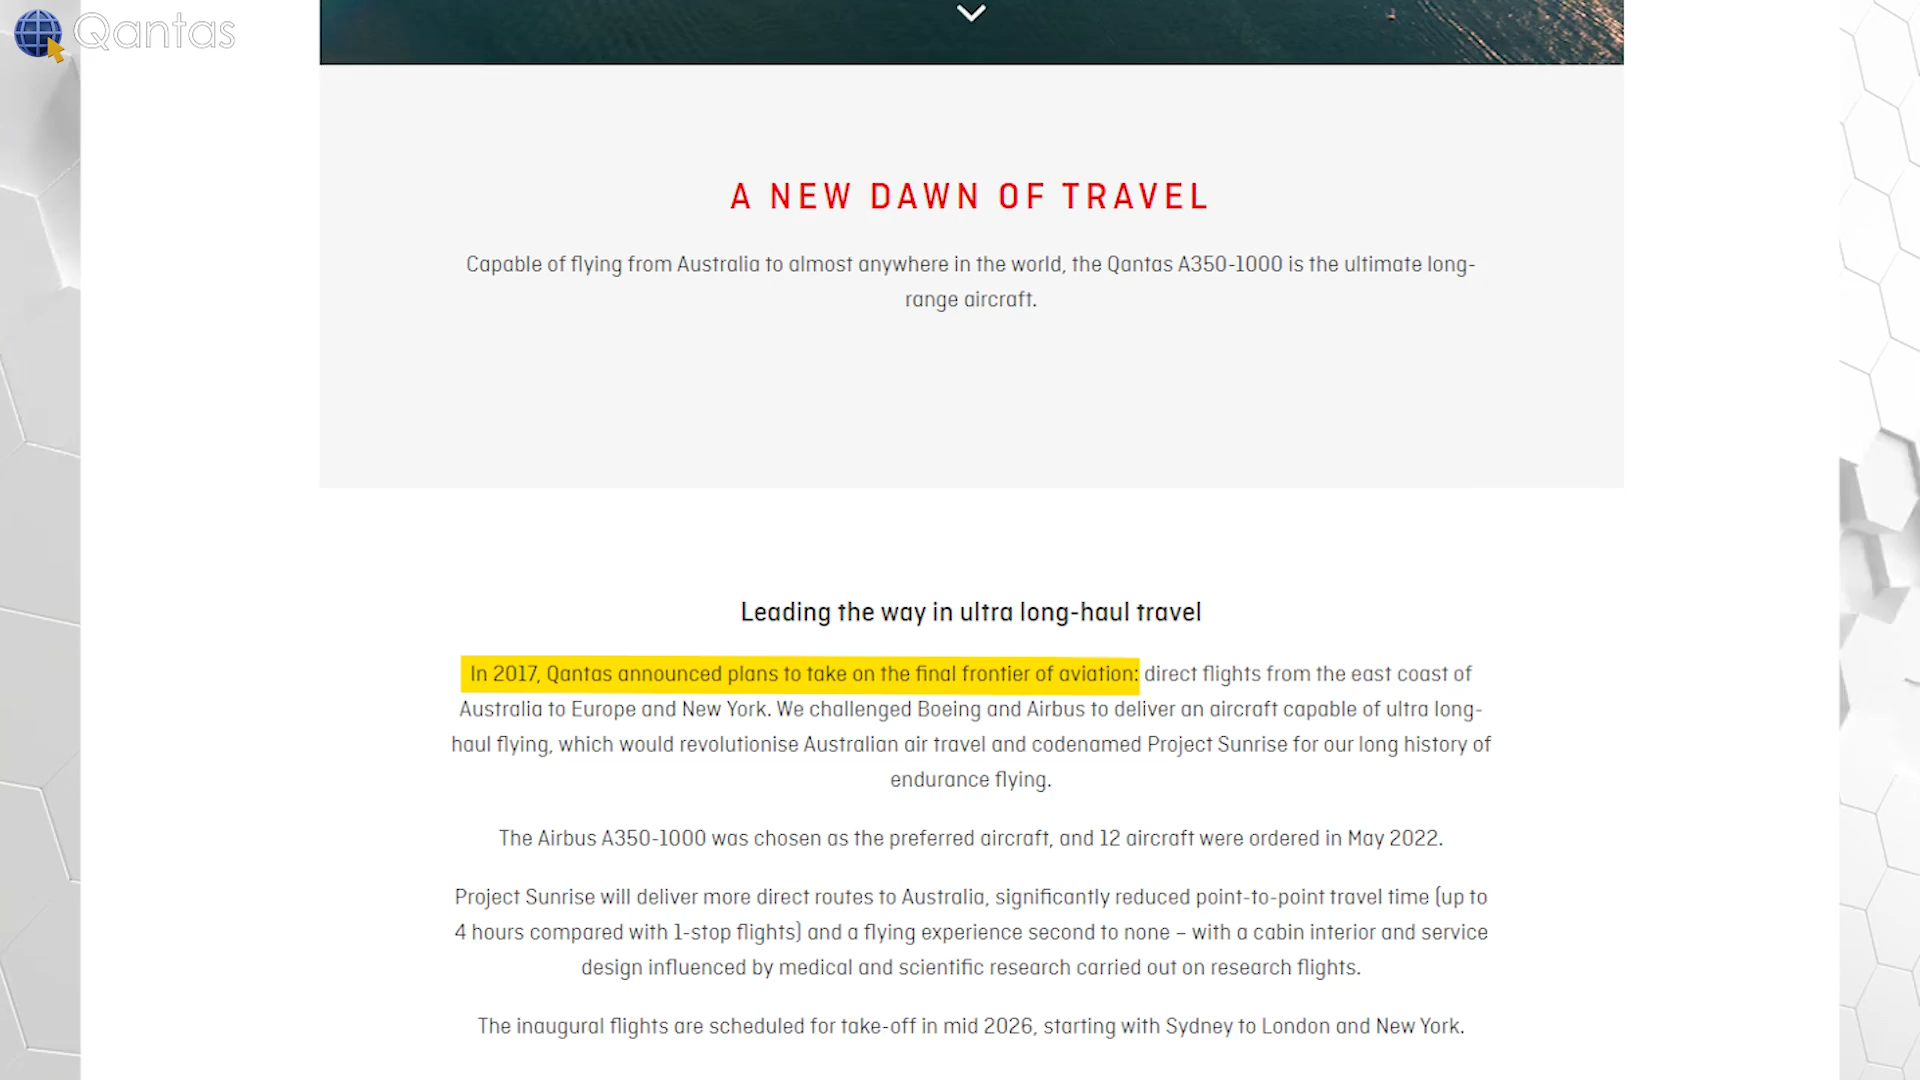 Qantas
A NEW DAWN OF TRAVEL
Capable of flying from Australia to almost anywhere in the world, the Qantas A350-1000 is the ultimate long-
range aircraft.
Leading the way in ultra long-haul travel
In 2017, Qantas announced plans to take on the final frontier of aviation: direct flights from the east coast of
Australia to Europe and New York. We challenged Boeing and Airbus to deliver an aircraft capable of ultra long-
haul flying, which would revolutionise Australian air travel and codenamed Project Sunrise for our long history of
endurance flying.
The Airbus A350-1000 was chosen as the preferred aircraft, and 12 aircraft were ordered in May 2022.
Project Sunrise will deliver more direct routes to Australia, significantly reduced point-to-point travel time (up to
4 hours compared with 1-stop flights) and a flying experience second to none – with a cabin interior and service
design influenced by medical and scientific research carried out on research flights.
The inaugural flights are scheduled for take-off in mid 2026, starting with Sydney to London and New York.